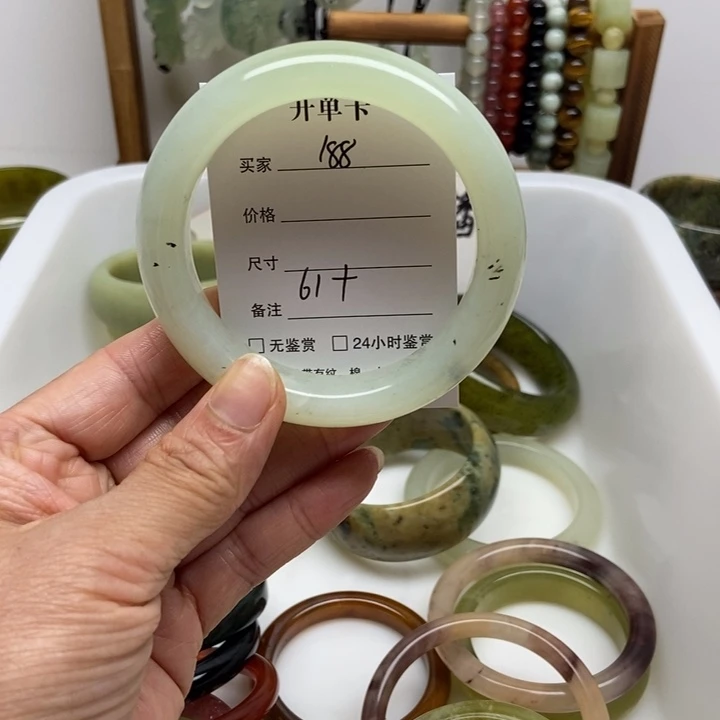 开单卡
买家 188
价格
尺寸 61+
备注
无鉴赏 24小时鉴赏